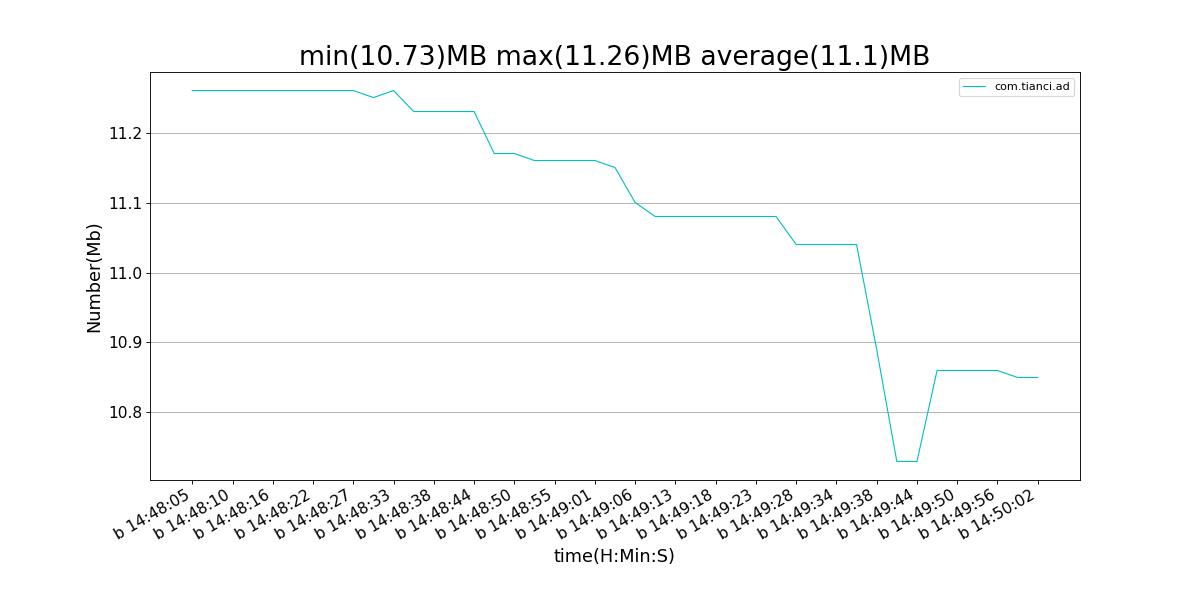 min(10.73)MB max(11.26)MB average(11.1)MB
com.tianci.ad
11.2
11.1
11.0
10.9
10.8
Number(Mb)
b 14:48:05
b 14:48:10
b 14:48:16
b 14:48:22
b 14:48:27
b 14:48:33
b 14:48:38
b 14:48:44
b 14:48:50
b 14:48:55
b 14:49:01
b 14:49:06
b 14:49:13
b 14:49:18
b 14:49:23
b 14:49:28
b 14:49:34
b 14:49:38
b 14:49:44
b 14:49:50
b 14:49:56
b 14:50:02
time(H:Min:S)